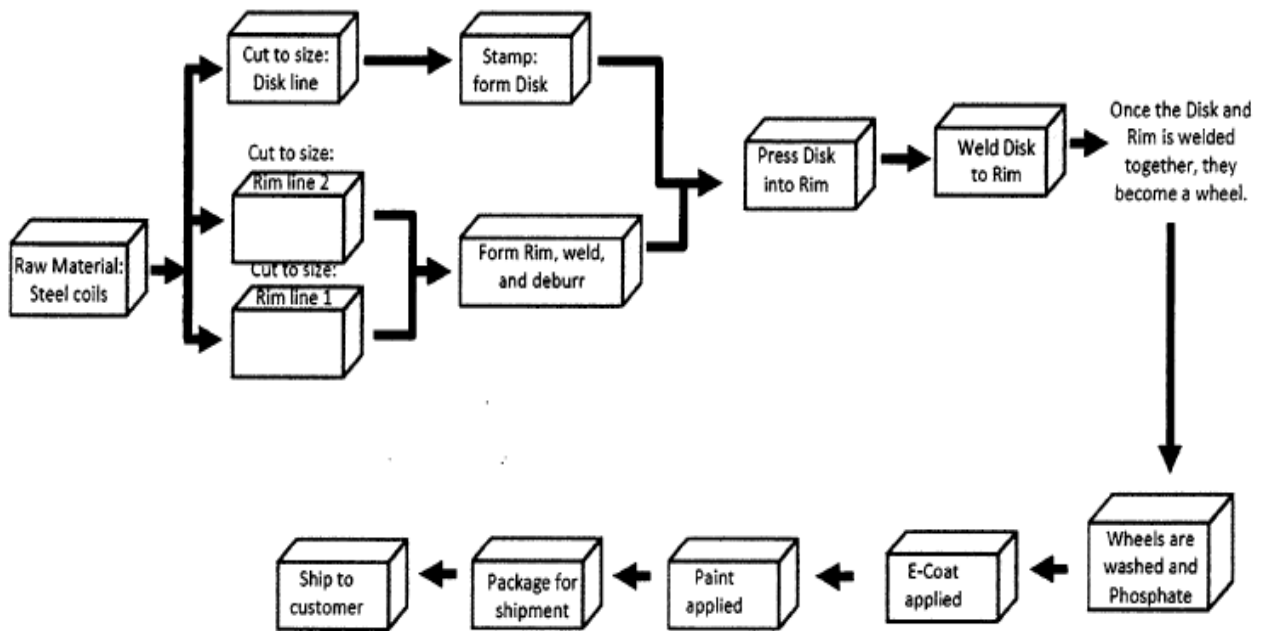 Cut to size:
Disk line
Stamp:
form Disk
Cut to size:
Rim line 2
Raw Material:
Steel coils
Cut to size:
Rim line 1
Form Rim, weld,
and deburr
Press Disk
into Rim
Weld Disk
to Rim
Once the Disk and
Rim is welded
together, they
become a wheel.
Wheels are
washed and
Phosphate
E-Coat
applied
Paint
applied
Package for
shipment
Ship to
customer